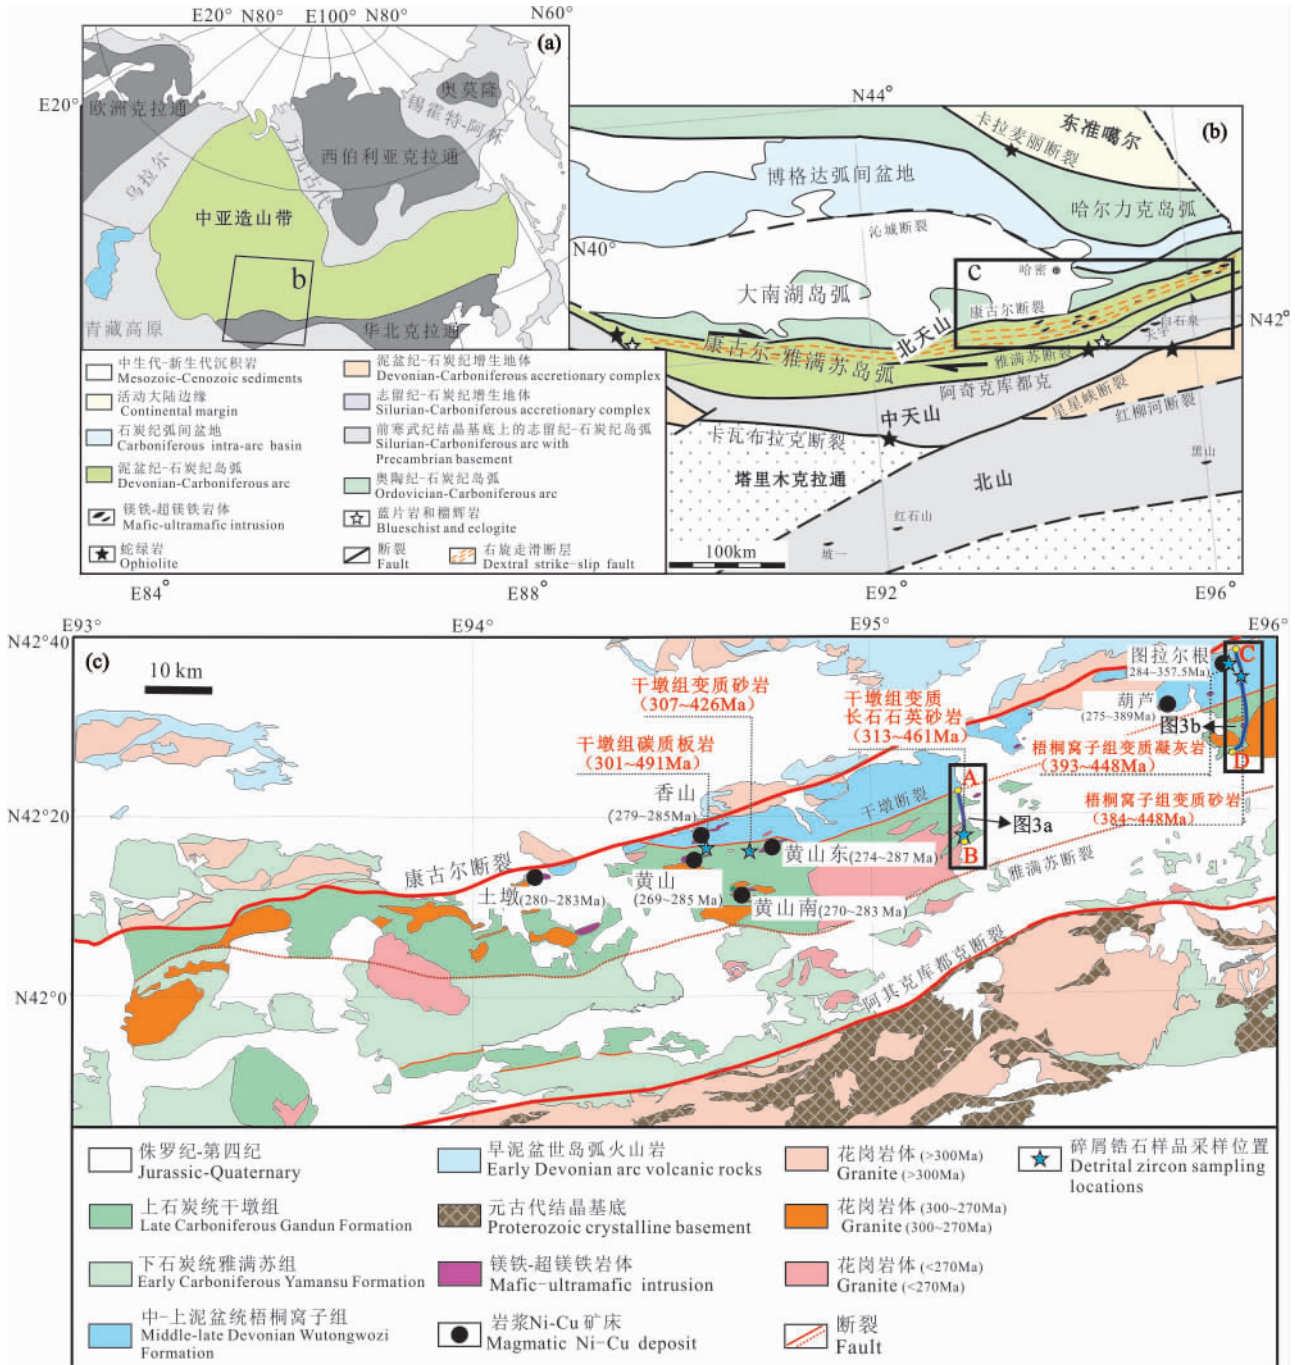 E20° N80° E100° N80° N60°
(a)
E20°
欧洲克拉通
奥莫隆
锡霍特-阿林
乌拉尔
万元古代
西伯利亚克拉通
中亚造山带
b
青藏高原
华北克拉通
N44°
(b)
东准噶尔
卡拉麦丽断裂
博格达弧间盆地
哈尔力克岛弧
沁城断裂
N40°
c
哈密
大南湖岛弧
康古尔断裂
北天山
白石泉
天宇
N42°
康古尔-雅满苏岛弧
雅满苏断裂
阿奇克库都克
星星峡断裂
中天山
红柳河断裂
卡瓦布拉克断裂
黑山
塔里木克拉通
北山
红石山
坡一
100km
中生代-新生代沉积岩
Mesozoic-Cenozoic sediments
活动大陆边缘
Continental margin
石炭纪弧间盆地
Carboniferous intra-arc basin
泥盆纪-石炭纪岛弧
Devonian-Carboniferous arc
镁铁-超镁铁岩体
Mafic-ultramafic intrusion
蛇绿岩
Ophiolite
泥盆纪-石炭纪增生地体
Devonian-Carboniferous accretionary complex
志留纪-石炭纪增生地体
Silurian-Carboniferous accretionary complex
前寒武纪结晶基底上的志留纪-石炭纪岛弧
Silurian-Carboniferous arc with
Precambrian basement
奥陶纪-石炭纪岛弧
Ordovician-Carboniferous arc
蓝片岩和榴辉岩
Blueschist and eclogite
断裂
Fault
右旋走滑断层
Dextral strike-slip fault
E84° E88° E92° E96°
E93° E94° E95° E96°
N42°40
(c)
10 km
图拉尔根
(284-357.5Ma)
C
干墩组变质砂岩
(307~426Ma)
干墩组变质
长石石英砂岩
(313~461Ma)
葫芦
(275~389Ma)
图3b
干墩组碳质板岩
(301~491Ma)
梧桐窝子组变质凝灰岩
(393~448Ma)
D
香山
(279~285Ma)
干墩断裂
A
梧桐窝子组变质砂岩
(384~448Ma)
N42°20
图3a
B
康古尔断裂
黄山东(274~287 Ma)
雅满苏断裂
土墩(280~283Ma)
黄山
(269~285 Ma)
黄山南(270~283 Ma)
N42°0
阿其克库都克断裂
侏罗纪-第四纪
Jurassic-Quaternary
上石炭统干墩组
Late Carboniferous Gandun Formation
下石炭统雅满苏组
Early Carboniferous Yamansu Formation
中-上泥盆统梧桐窝子组
Middle-late Devonian Wutongwozi
Formation
早泥盆世岛弧火山岩
Early Devonian arc volcanic rocks
元古代结晶基底
Proterozoic crystalline basement
镁铁-超镁铁岩体
Mafic-ultramafic intrusion
岩浆Ni-Cu 矿床
Magmatic Ni-Cu deposit
花岗岩体(>300Ma)
Granite(>300Ma)
花岗岩体(300~270Ma)
Granite
(300~270Ma)
花岗岩体(<270Ma)
Granite(<270Ma)
断裂
Fault
碎屑锆石样品采样位置
Detrital zircon sampling
locations